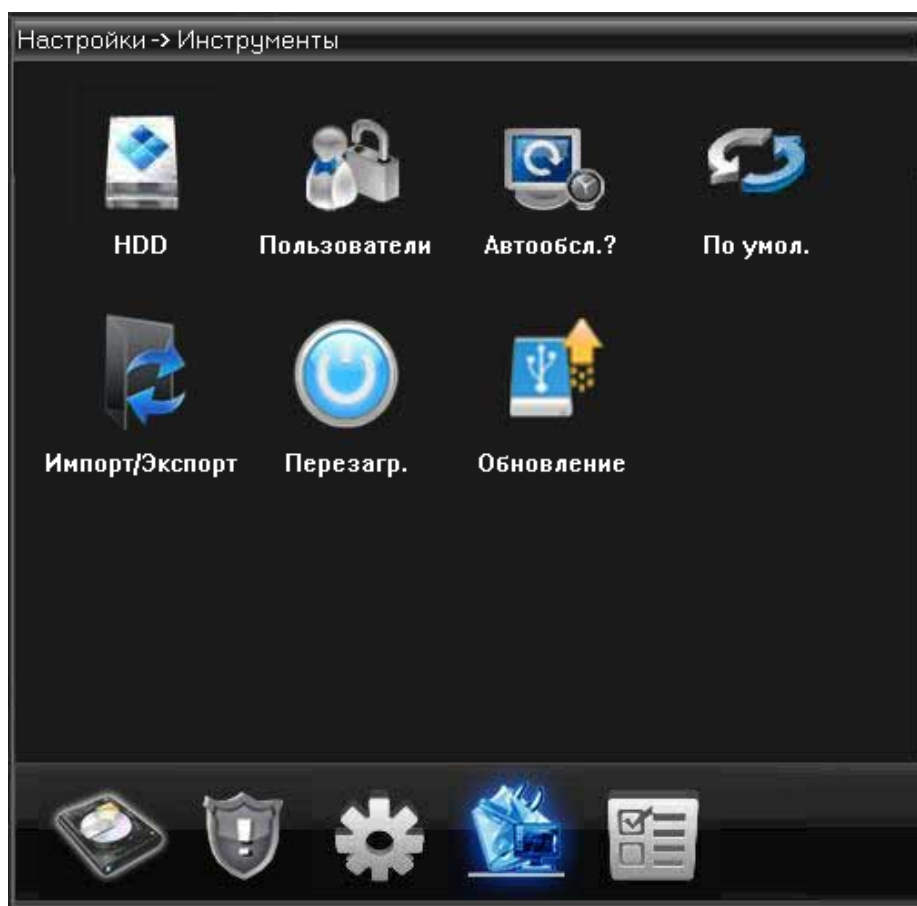 Настройки -> Инструменты
HDD Пользователи Автообсл.? По умол.
Импорт/Экспорт Перезагр. Обновление